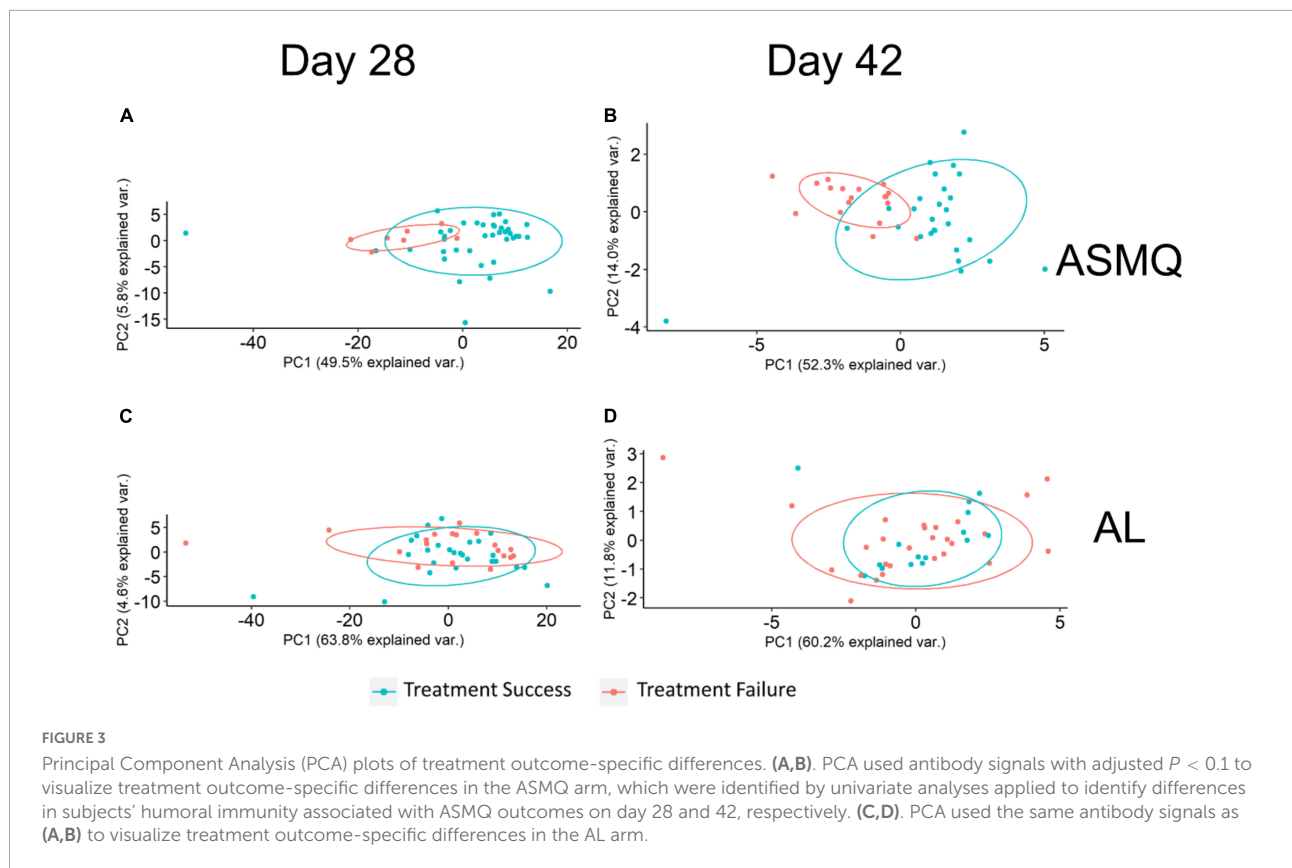 Day 28
Day 42
A
5
0
-5
-10
-15
PC2 (5.8% explained var.)
-40
-20
0
20
PC1 (49.5% explained var.)
B
2
0
-2
-4
PC2 (14.0% explained var.)
-5
0
5
PC1 (52.3% explained var.)
ASMQ
C
5
0
-5
-10
PC2 (4.6% explained var.)
-40
-20
0
20
PC1 (63.8% explained var.)
D
3
2
1
0
-1
-2
PC2 (11.8% explained var.)
-5
0
5
PC1 (60.2% explained var.)
AL
Treatment Success
Treatment Failure
FIGURE 3
Principal Component Analysis (PCA) plots of treatment outcome-specific differences. (A,B). PCA used antibody signals with adjusted P < 0.1 to
visualize treatment outcome-specific differences in the ASMQ arm, which were identified by univariate analyses applied to identify differences
in subjects' humoral immunity associated with ASMQ outcomes on day 28 and 42, respectively. (C,D). PCA used the same antibody signals as
(A,B) to visualize treatment outcome-specific differences in the AL arm.